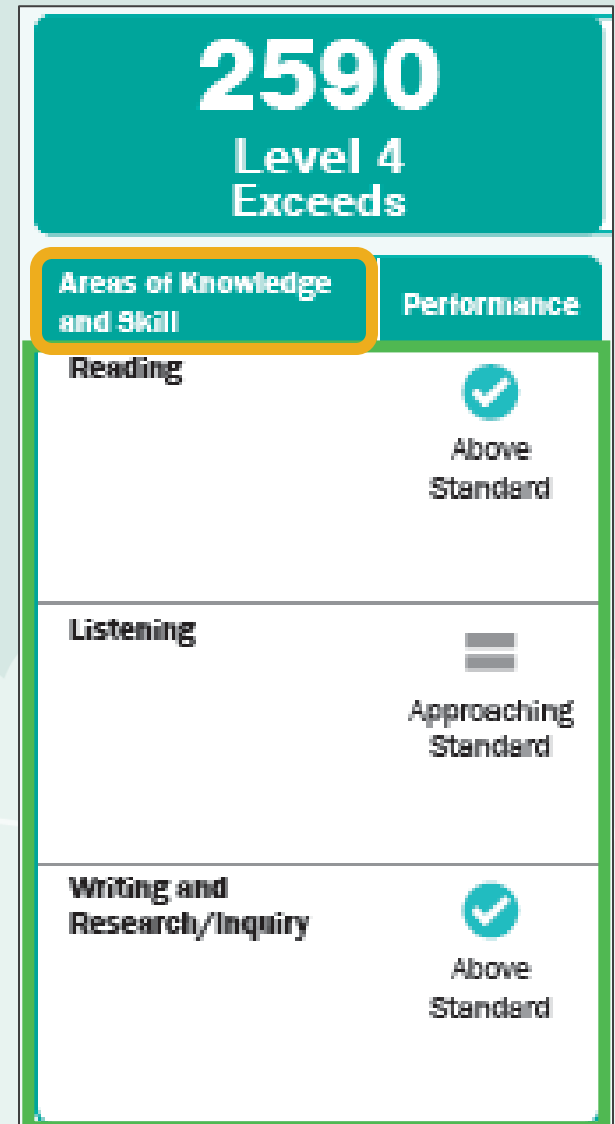 2590
Level 4
Exceeds
Areas of Knowledge
and Skill
Performance
Reading
Above
Standard
Listening
Approaching
Standard
Writing and
Research/Inquiry
Above
Standard